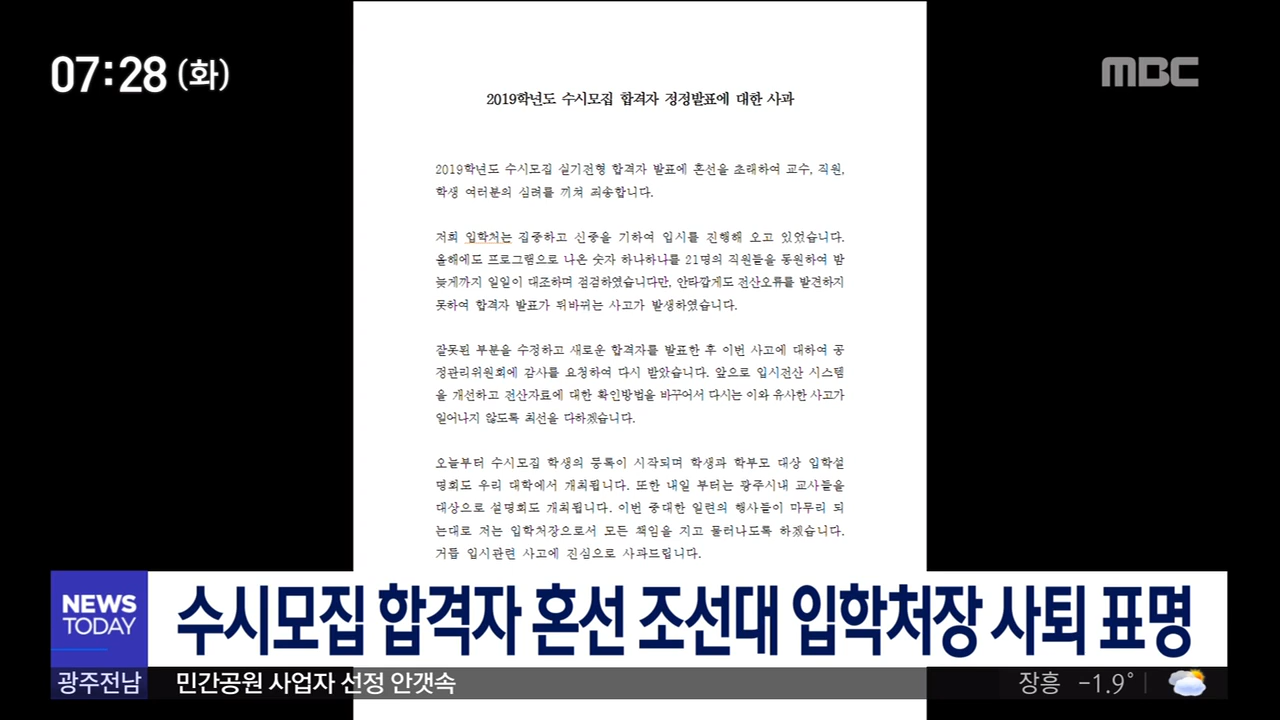 07:28 (화)
MBC
2019학년도 수시모집 합격자 정정발표에 대한 사과
2019학년도 수시모집 실기전형 합격자 발표에 혼선을 초래하여 교수, 직원,
학생 여러분의 심려를 끼쳐 죄송합니다.
저희 입학처는 집중하고 신중을 기하여 입시를 진행해 오고 있었습니다.
올해에도 프로그램으로 나온 숫자 하나하나를 21명의 직원들을 동원하여 밤
늦게까지 일일이 대조하며 점검하였습니다만, 안타깝게도 전산오류를 발견하지
못하여 합격자 발표가 뒤바뀌는 사고가 발생하였습니다.
잘못된 부분을 수정하고 새로운 합격자를 발표한 후 이번 사고에 대하여 공
정관리위원회에 감사를 요청하여 다시 받았습니다. 앞으로 입시전산 시스템
을 개선하고 전산자료에 대한 확인방법을 바꾸어서 다시는 이와 유사한 사고가
일어나지 않도록 최선을 다하겠습니다.
오늘부터 수시모집 학생의 등록이 시작되며 학생과 학부모 대상 입학설
명회도 우리 대학에서 개최됩니다. 또한 내일 부터는 광주시내 교사들을
대상으로 설명회도 개최됩니다. 이번 중대한 일련의 행사들이 마무리 되
는대로 저는 입학처장으로서 모든 책임을 지고 물러나도록 하겠습니다.
거듭 입시관련 사고에 진심으로 사과드립니다.
NEWS
TODAY
수시모집 합격자 혼선 조선대 입학처장 사퇴 표명
광주전남
민간공원 사업자 선정 안갯속
장흥 -1.9°